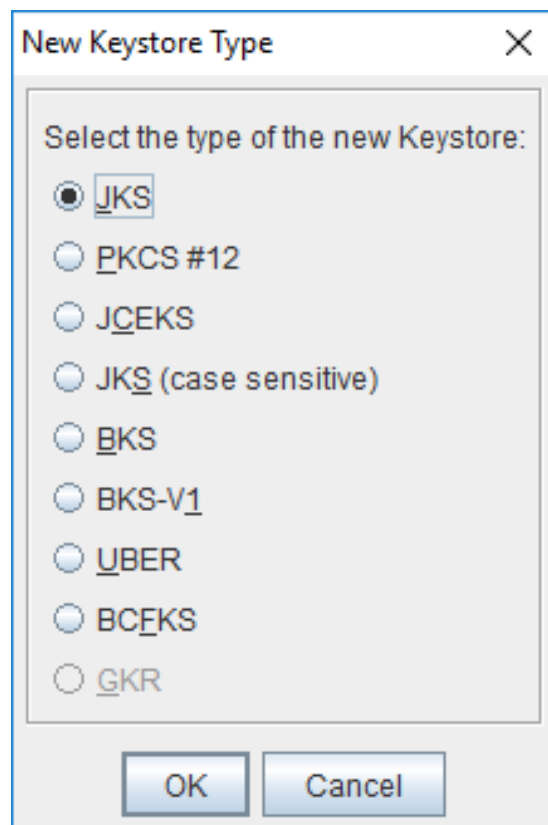 New Keystore Type
Select the type of the new Keystore:
JKS
PKCS #12
JCEKS
JKS (case sensitive)
BKS
BKS-V1
UBER
BCFKS
GKR
OK Cancel